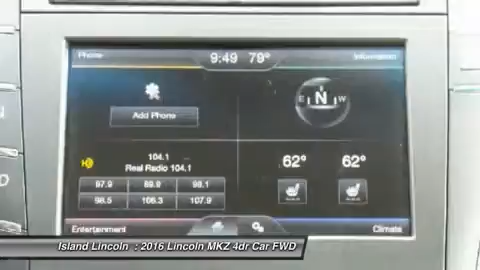 Phone
9:49 79°
Information
E N W
Add Phone
104.1
Real Radio 104.1
62° 62°
97.9 89.9 98.1
98.5 106.3 107.9
Entertainment
Climate
Island Lincoln : 2016 Lincoln MKZ 4dr Car FWD